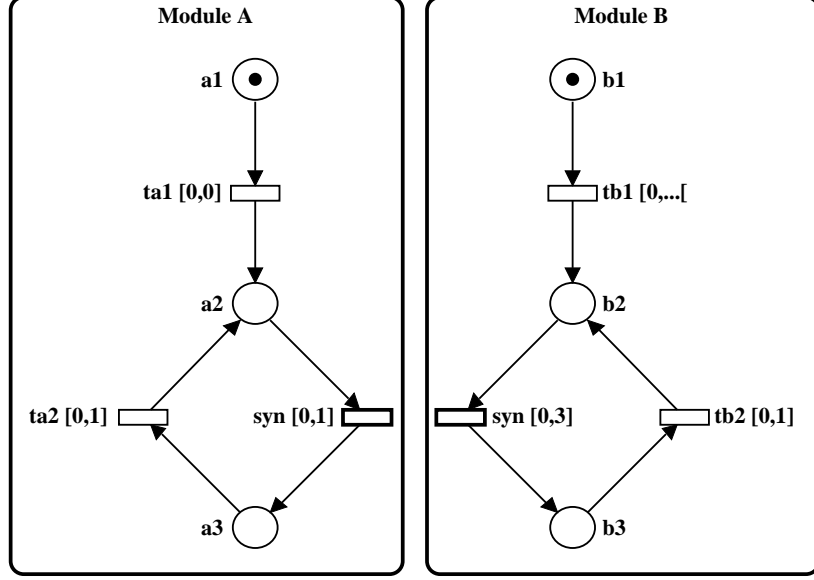 Module A
Module B
a1
b1
ta1 [0,0]
tb1 [0,...[
a2
b2
ta2 [0,1]
syn [0,1]
syn [0,3]
tb2 [0,1]
a3
b3